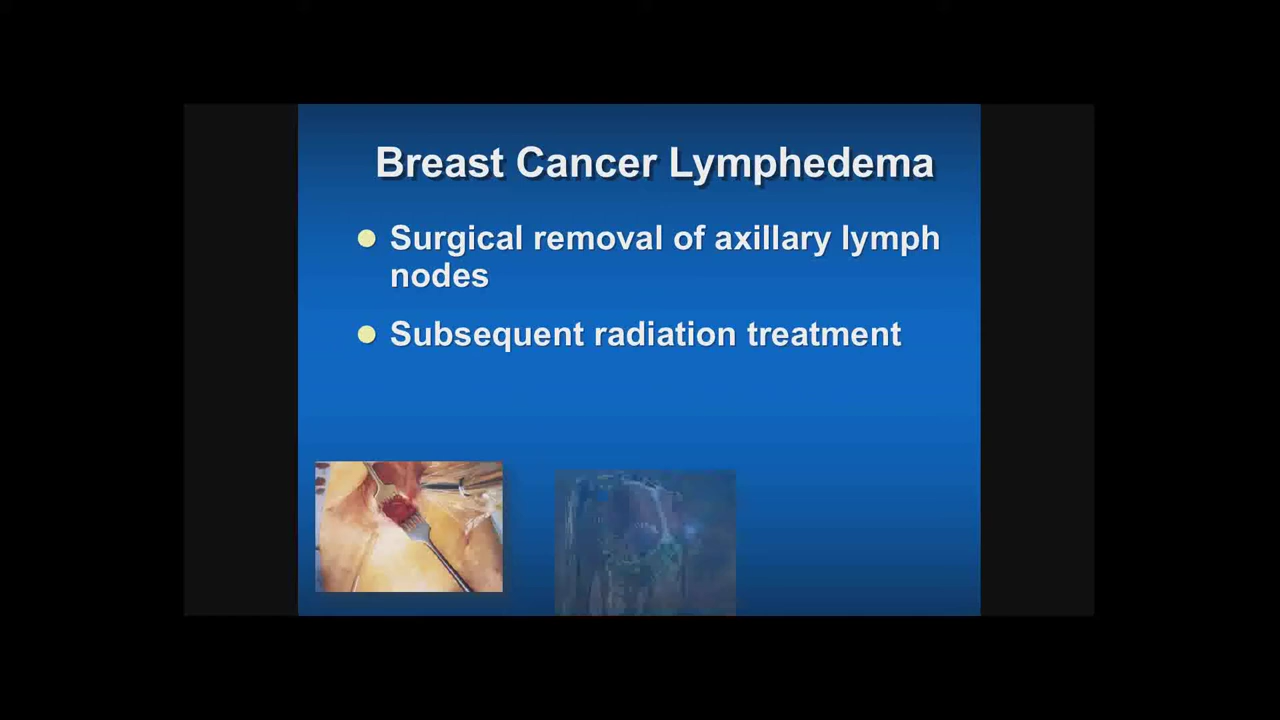 Breast Cancer Lymphedema
Surgical removal of axillary lymph
nodes
Subsequent radiation treatment